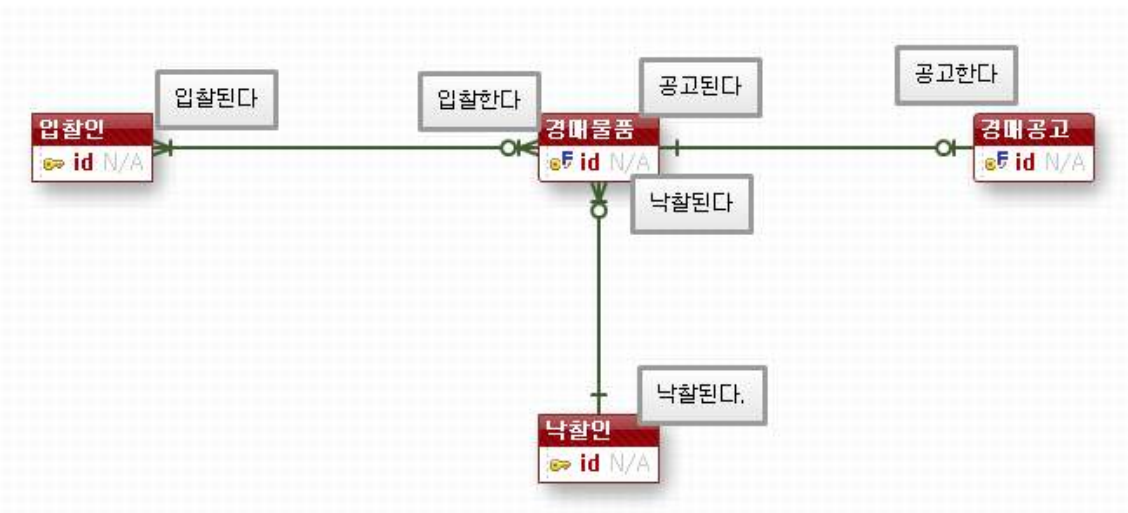 입찰된다
입찰한다
공고된다
공고한다
입찰인
id N/A
경매물품
id N/A
경매공고
id N/A
낙찰된다
낙찰된다.
낙찰인
id N/A